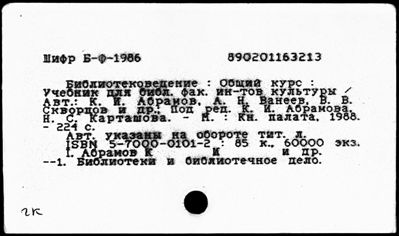 Шифр Б-Ф-1986 890201163213
Библиотековедение : Общий курс :
Учебник для библ. фак. ин-тов культуры /
Авт.: К. И. Абрамов, А. Н. Ванеев, В. В.
Скворцов и др.; Под ред. К. И. Абрамова,
Н. С. Карташова. - М. : Кн. палата, 1988.
- 224 с.
Авт. указаны на обороте тит. л.
ISBN 5-7000-0101-2 : 85 к., 60000 экз.
I. Абрамов К И и др.
--1. Библиотеки и библиотечное дело.
гк